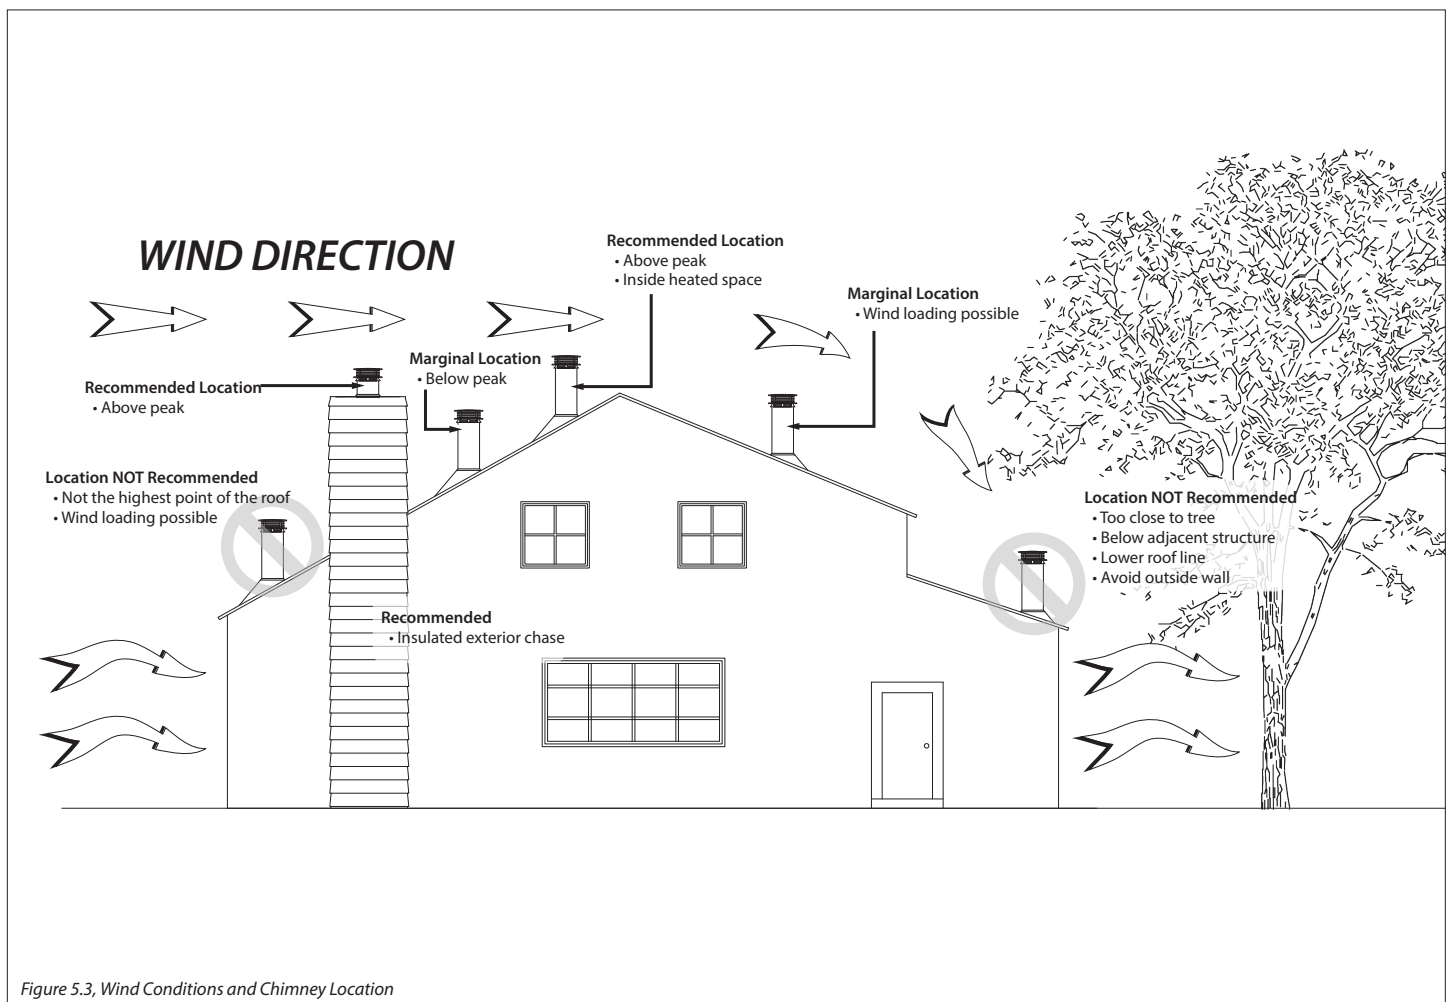 WIND DIRECTION
Recommended Location
• Above peak
• Inside heated space
Marginal Location
• Wind loading possible
Marginal Location
• Below peak
Recommended Location
• Above peak
Location NOT Recommended
• Not the highest point of the roof
• Wind loading possible
Location NOT Recommended
• Too close to tree
• Below adjacent structure
• Lower roof line
• Avoid outside wall
Recommended
• Insulated exterior chase
Figure 5.3, Wind Conditions and Chimney Location